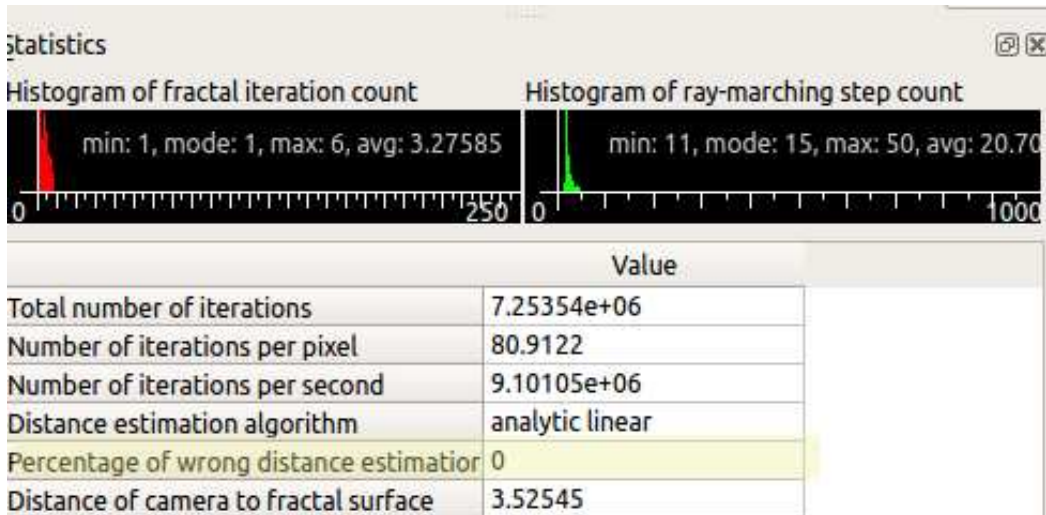 Statistics
Histogram of fractal iteration count
Histogram of ray-marching step count
min: 1, mode: 1, max: 6, avg: 3.27585
min: 11, mode: 15, max: 50, avg: 20.70
0 250
0 1000
Value
Total number of iterations 7.25354e+06
Number of iterations per pixel 80.9122
Number of iterations per second 9.10105e+06
Distance estimation algorithm analytic linear
Percentage of wrong distance estimation 0
Distance of camera to fractal surface 3.52545